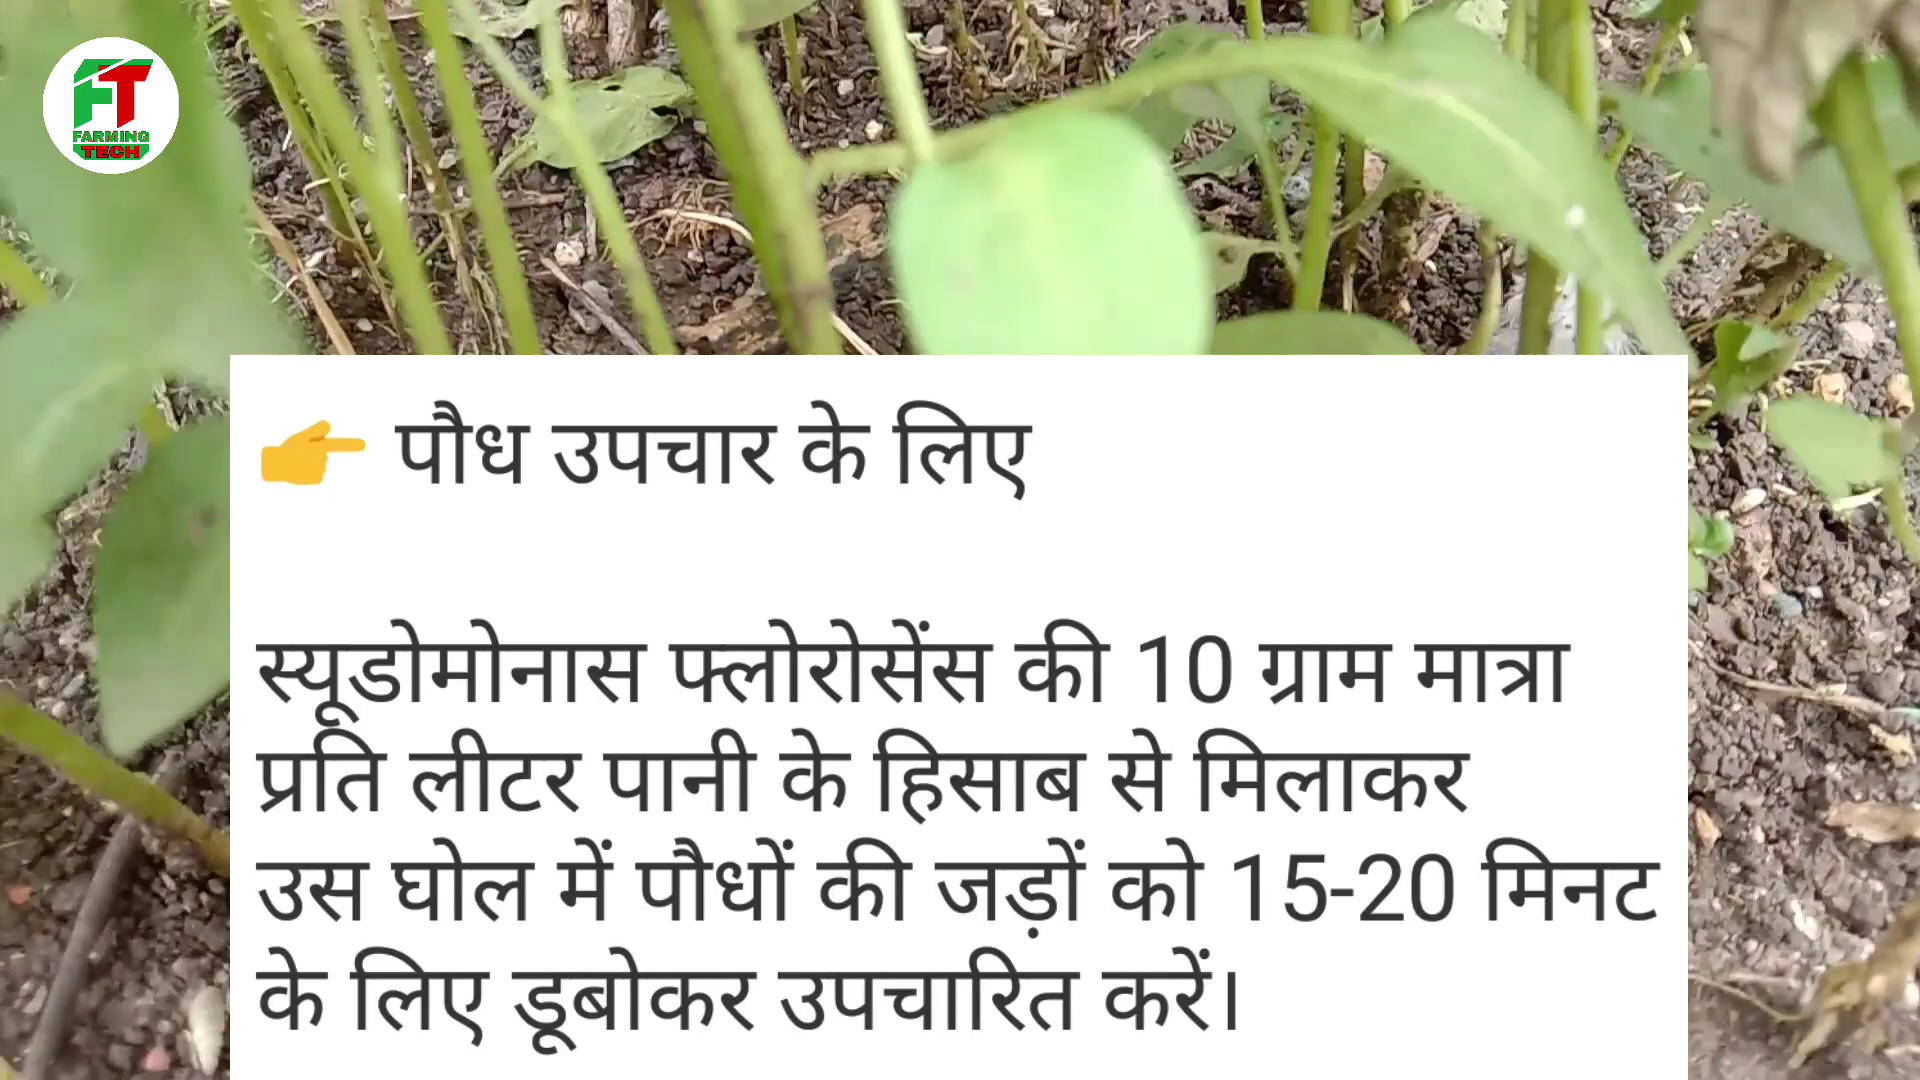 FT
FARMING
TECH
👉 पौध उपचार के लिए
स्यूडोमोनास फ्लोरोसेंस की 10 ग्राम मात्रा
प्रति लीटर पानी के हिसाब से मिलाकर
उस घोल में पौधों की जड़ों को 15-20 मिनट
के लिए डूबोकर उपचारित करें।